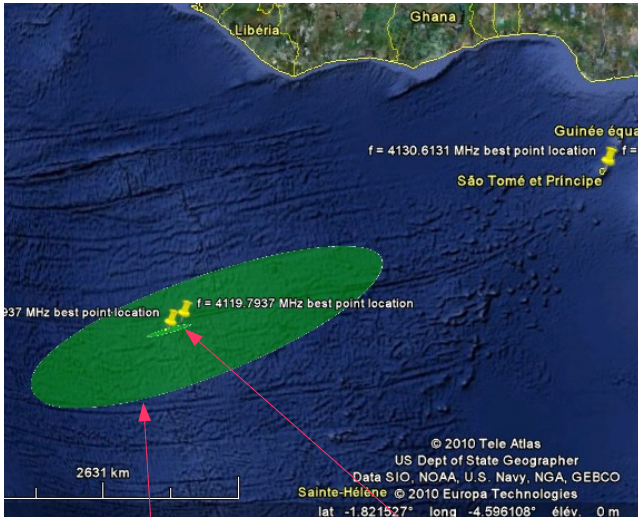 Libéria
Ghana
Guinée équa
f = 4130.6131 MHz best point location
f =
São Tomé et Príncipe
937 MHz best point location
f = 4119.7937 MHz best point location
2631 km
© 2010 Tele Atlas
US Dept of State Geographer
Data SIO, NOAA, U.S. Navy, NGA, GEBCO
Sainte-Hélène © 2010 Europa Technologies
lat -1.821527° long -4.596108° élév. 0 m